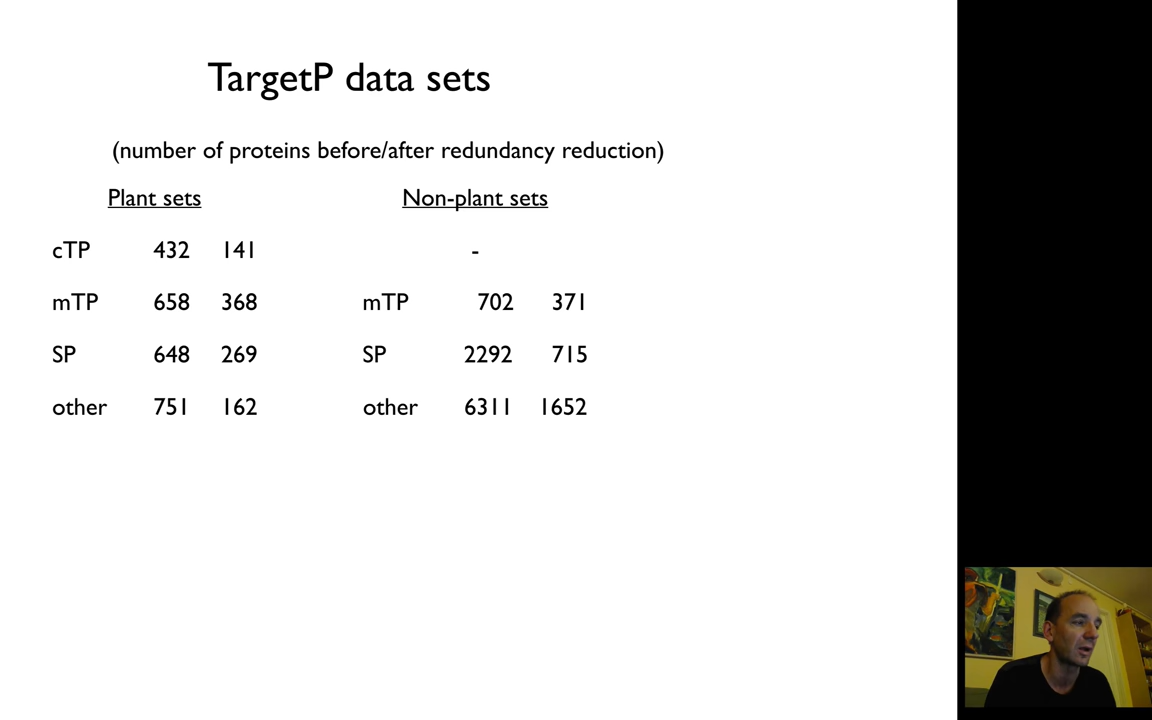 TargetP data sets
(number of proteins before/after redundancy reduction)
Plant sets Non-plant sets
cTP 432 141 -
mTP 658 368 mTP 702 371
SP 648 269 SP 2292 715
other 751 162 other 6311 1652